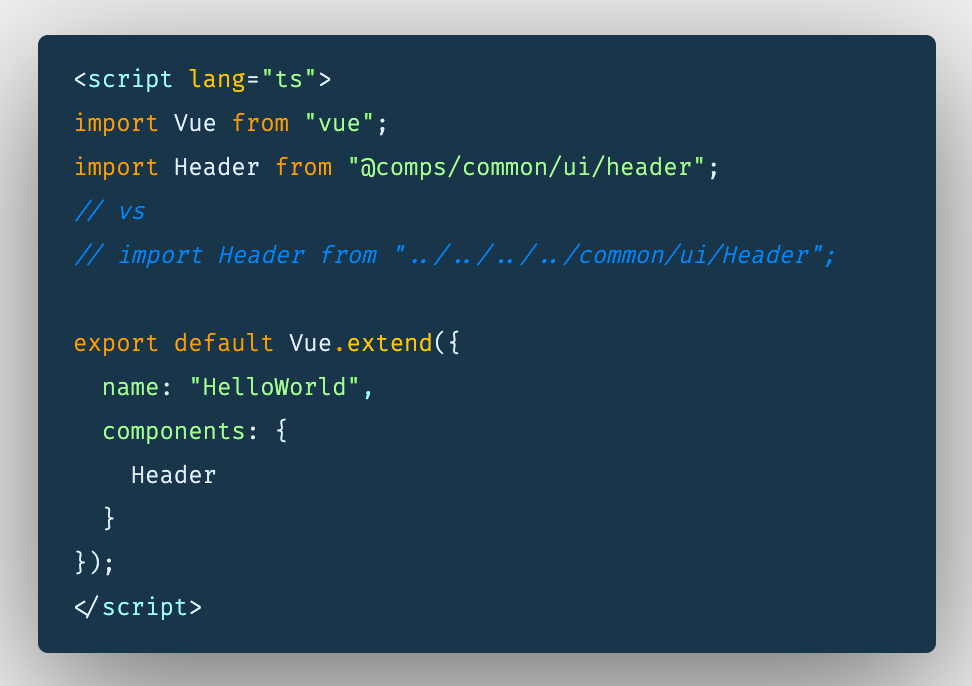 <script lang="ts">
import Vue from "vue";
import Header from "@comps/common/ui/header";
// vs
// import Header from "../../../../common/ui/Header";
export default Vue.extend({
  name: "HelloWorld",
  components: {
    Header
  }
});
</script>